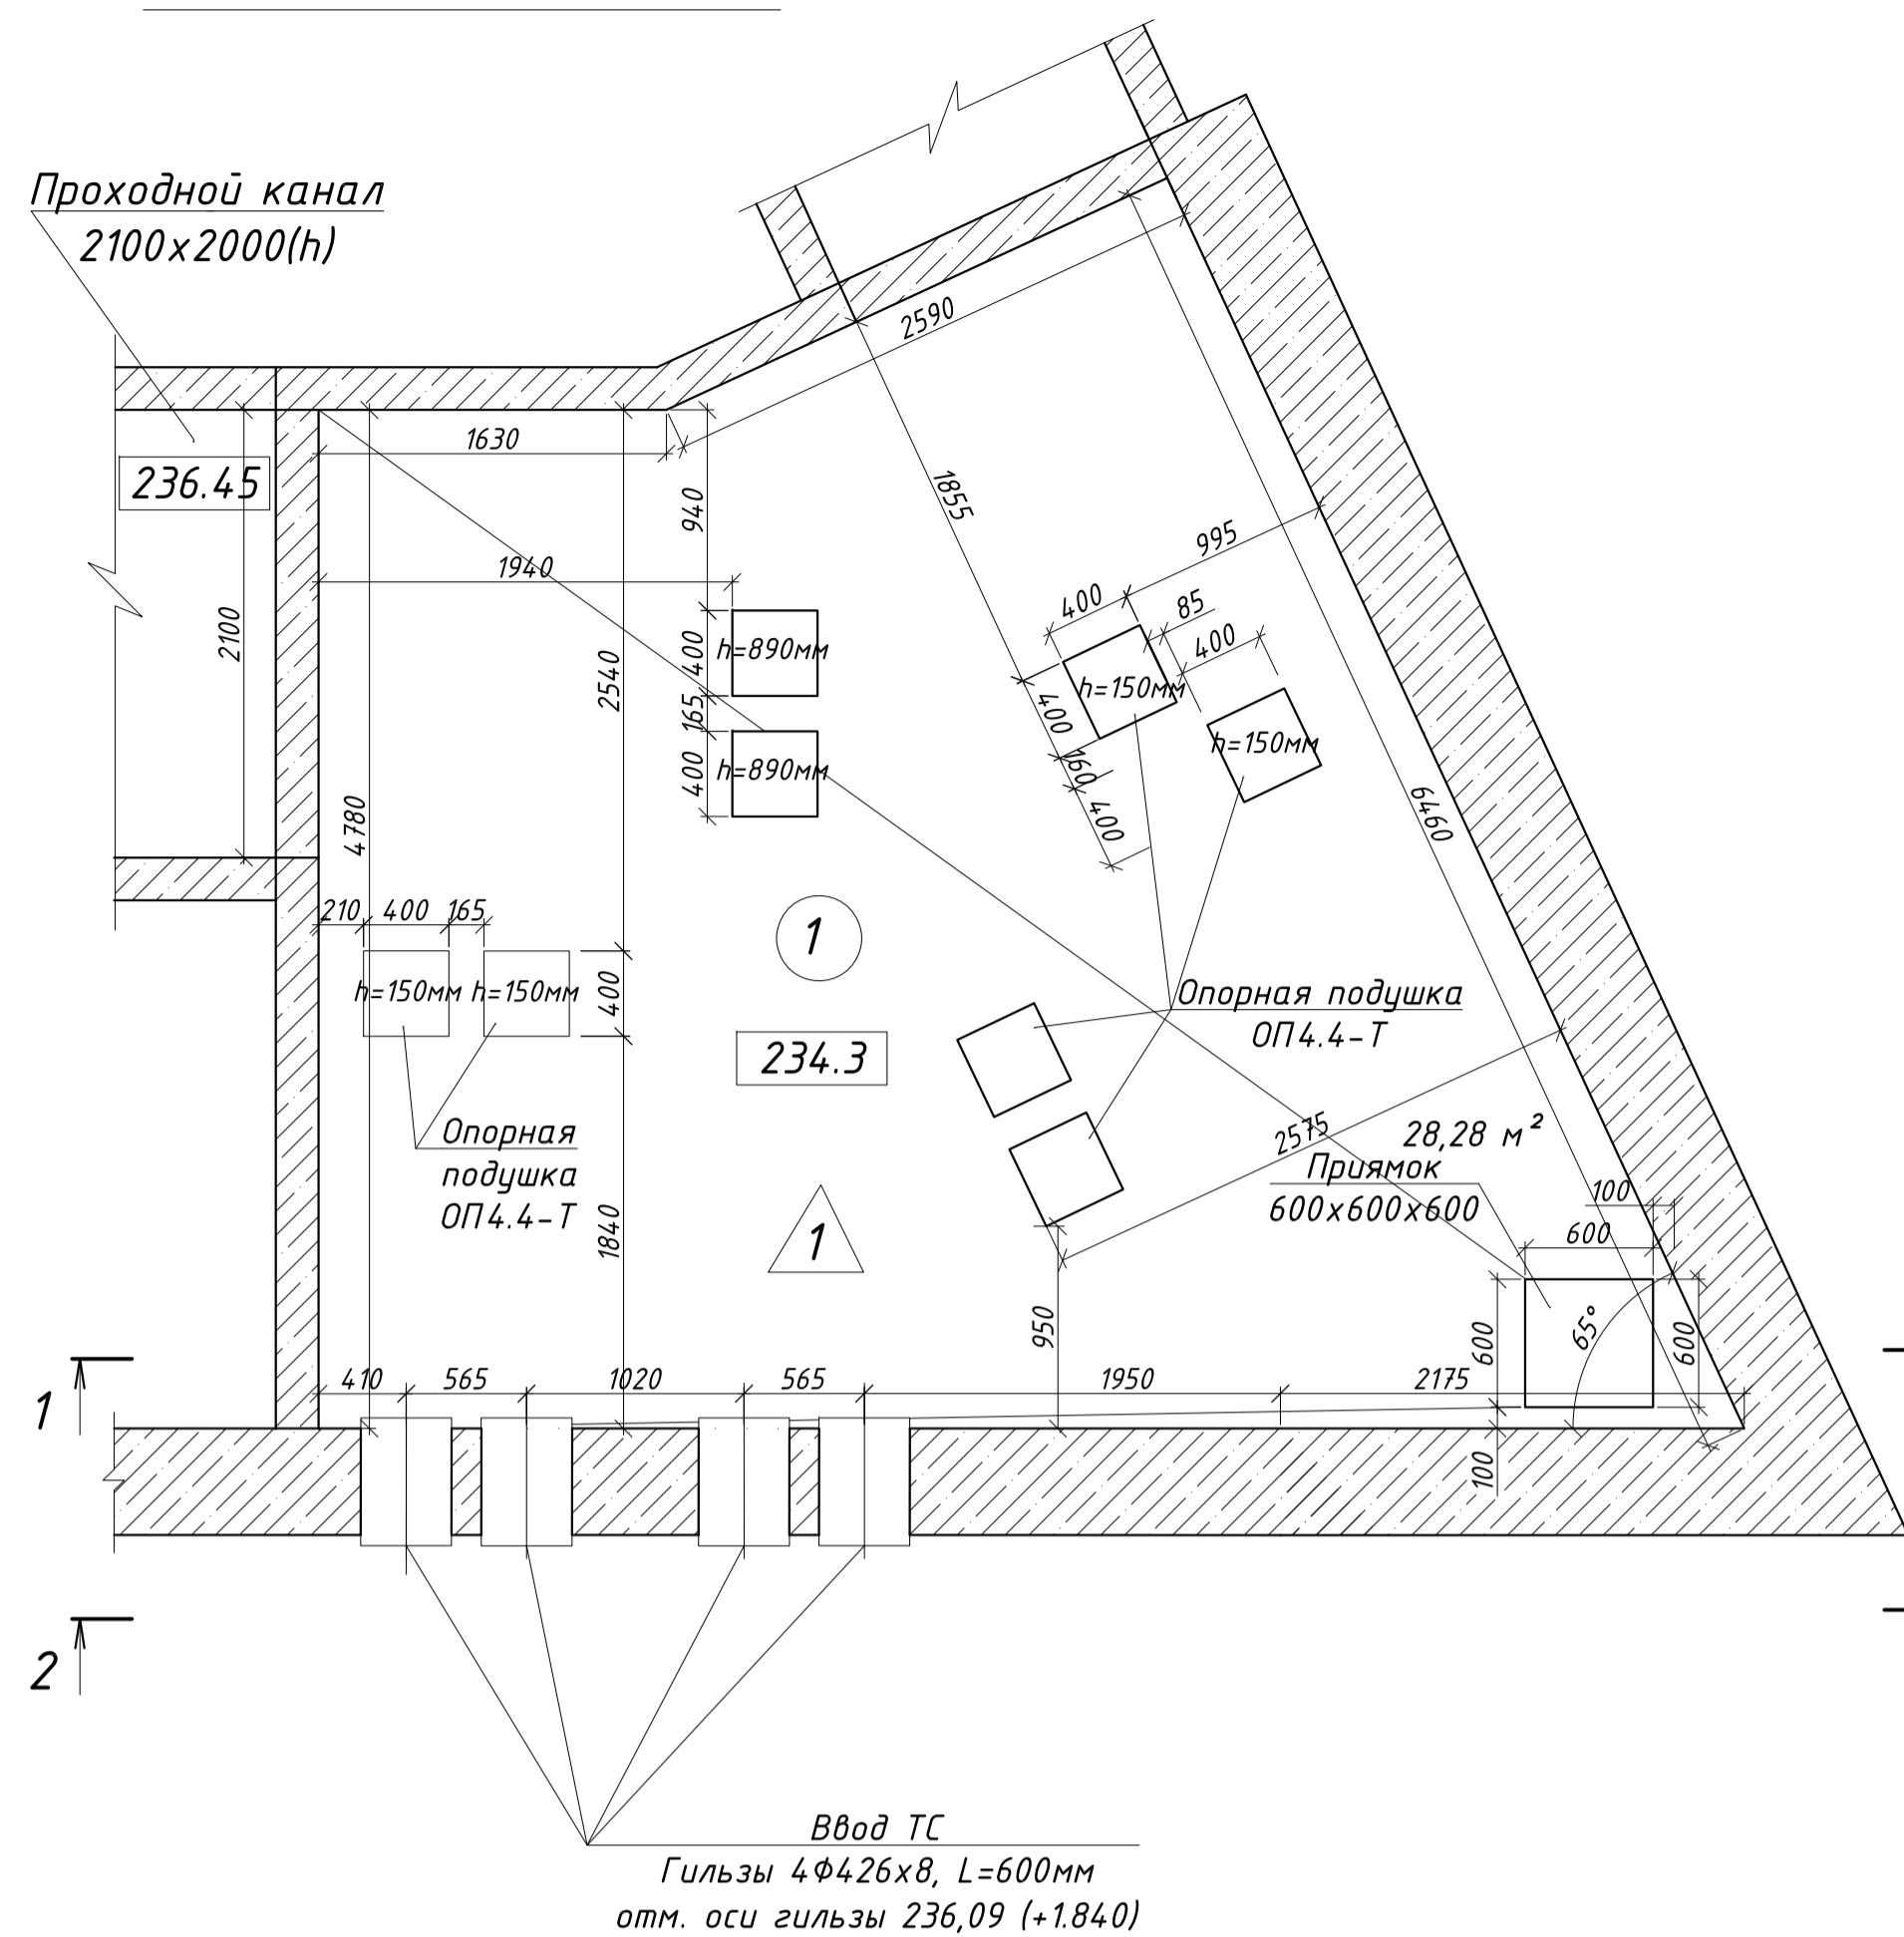 Проходной канал
2100х2000(h)
2590
1630
236.45
940
1855
995
1940
400
85
400
2100
2540
400
h=890мм
h=150мм
165
400
h=890мм
400
160
400
h=150мм
4780
6460
210
400
165
1
h=150мм
h=150мм
400
Опорная подушка
ОП4.4-Т
234.3
Опорная
подушка
ОП4.4-Т
2575
28,28 м²
Приямок
600х600х600
100
600
1840
1
950
65°
600
600
410
565
1020
565
1950
2175
1
100
2
Ввод ТС
Гильзы 4Ф426х8, L=600мм
отм. оси гильзы 236,09 (+1.840)